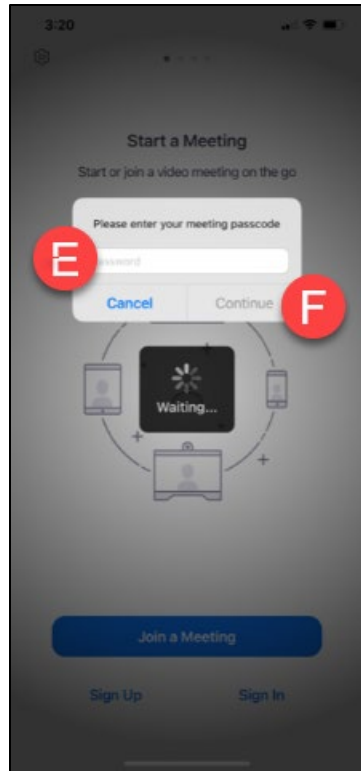 3:20
Start a Meeting
Start or join a video meeting on the go
Please enter your meeting passcode
E
password
Cancel
Continue
F
Waiting...
Join a Meeting
Sign Up
Sign In